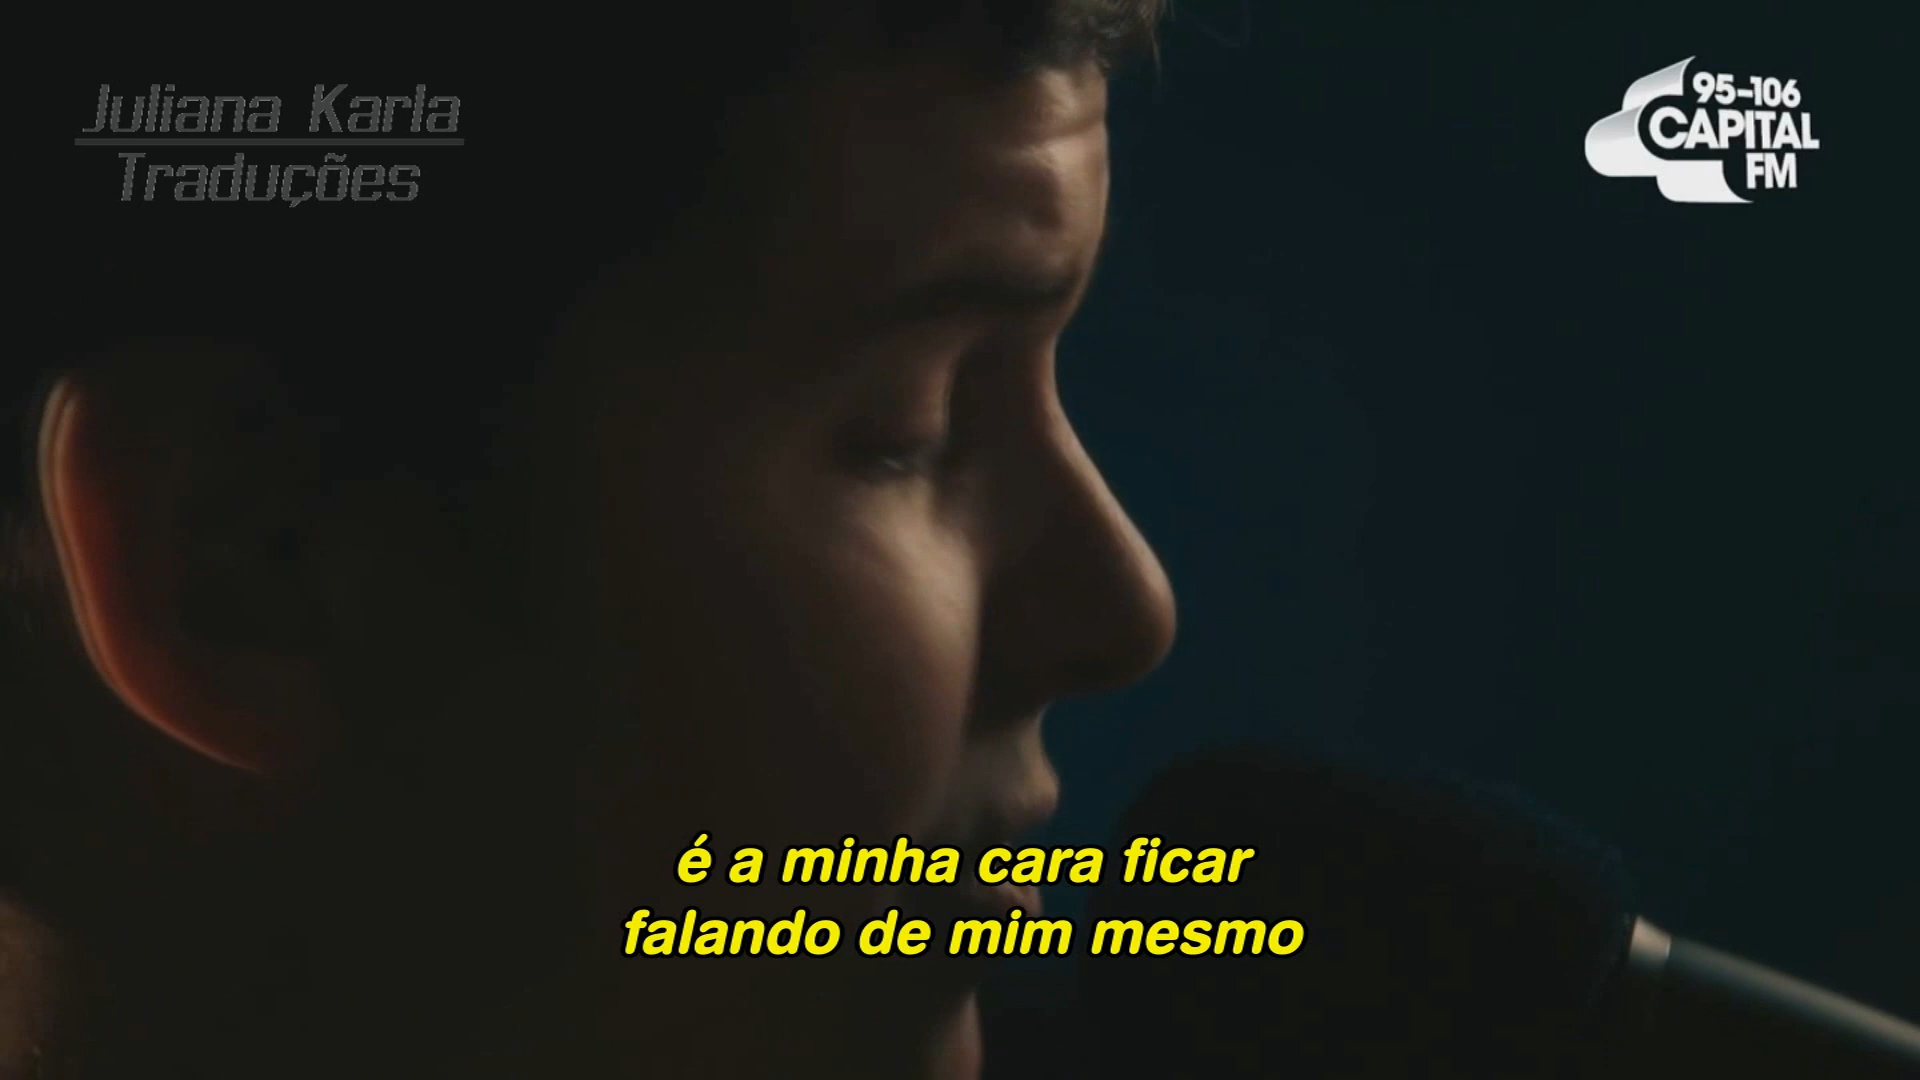 Juliana Karla
Traduções
95-106
CAPITAL
FM
é a minha cara ficar
falando de mim mesmo